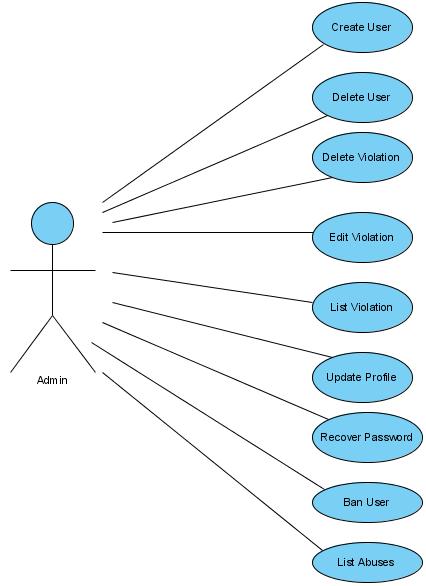 Create User
Delete User
Delete Violation
Edit Violation
List Violation
Update Profile
Admin
Recover Password
Ban User
List Abuses